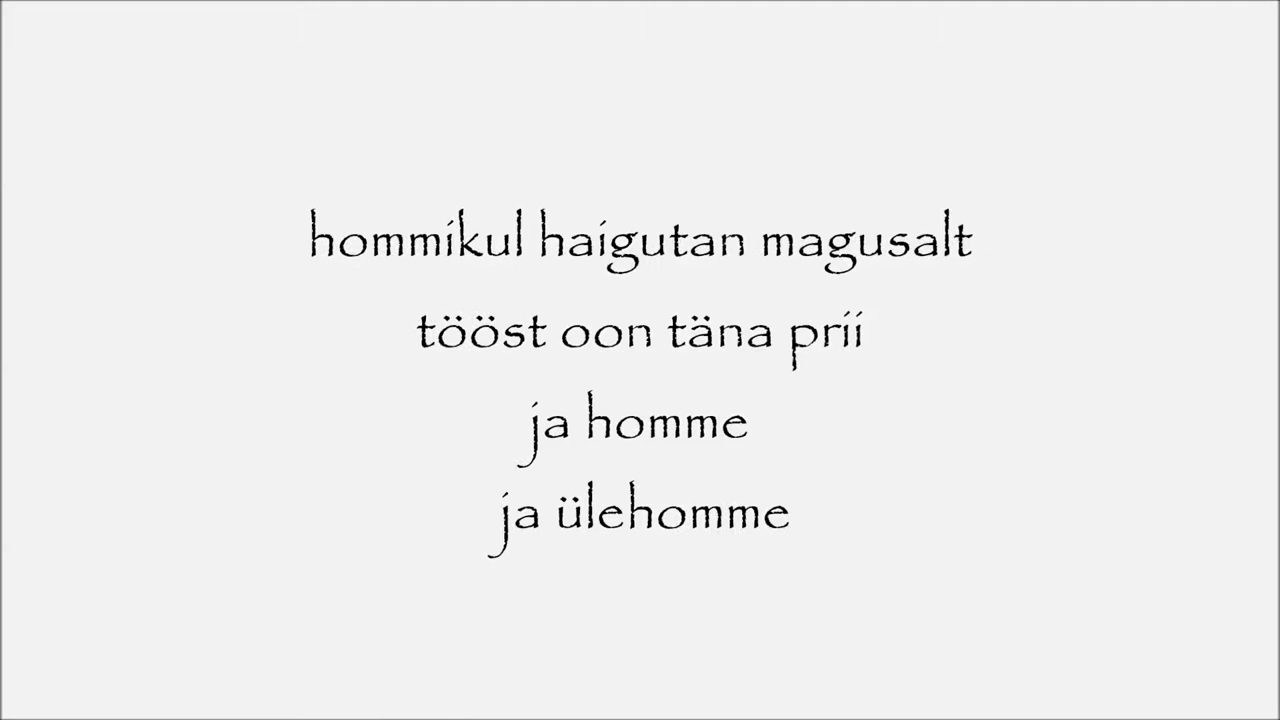 hommikul haigutan magusalt
tööst oon täna prii
ja homme
ja ülehomme